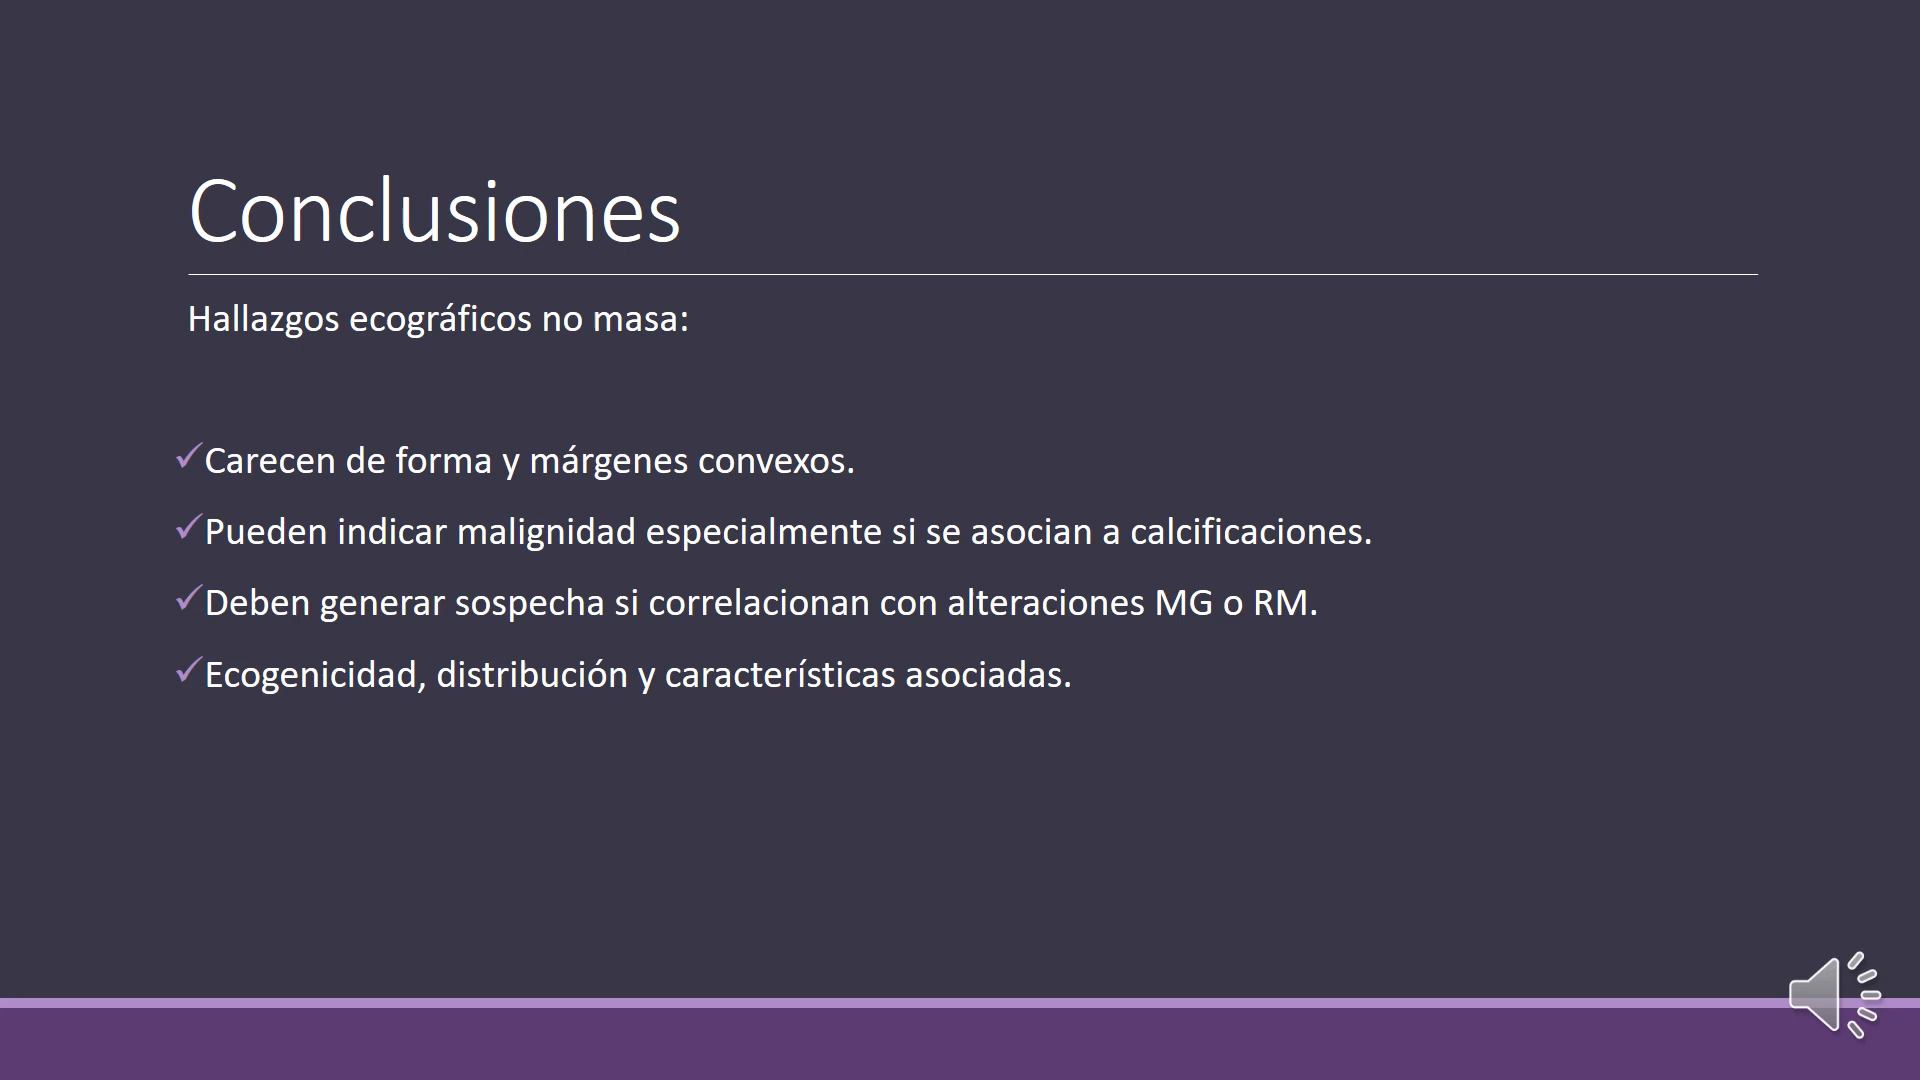 Conclusiones
Hallazgos ecográficos no masa:
✓Carecen de forma y márgenes convexos.
✓Pueden indicar malignidad especialmente si se asocian a calcificaciones.
✓Deben generar sospecha si correlacionan con alteraciones MG o RM.
✓Ecogenicidad, distribución y características asociadas.